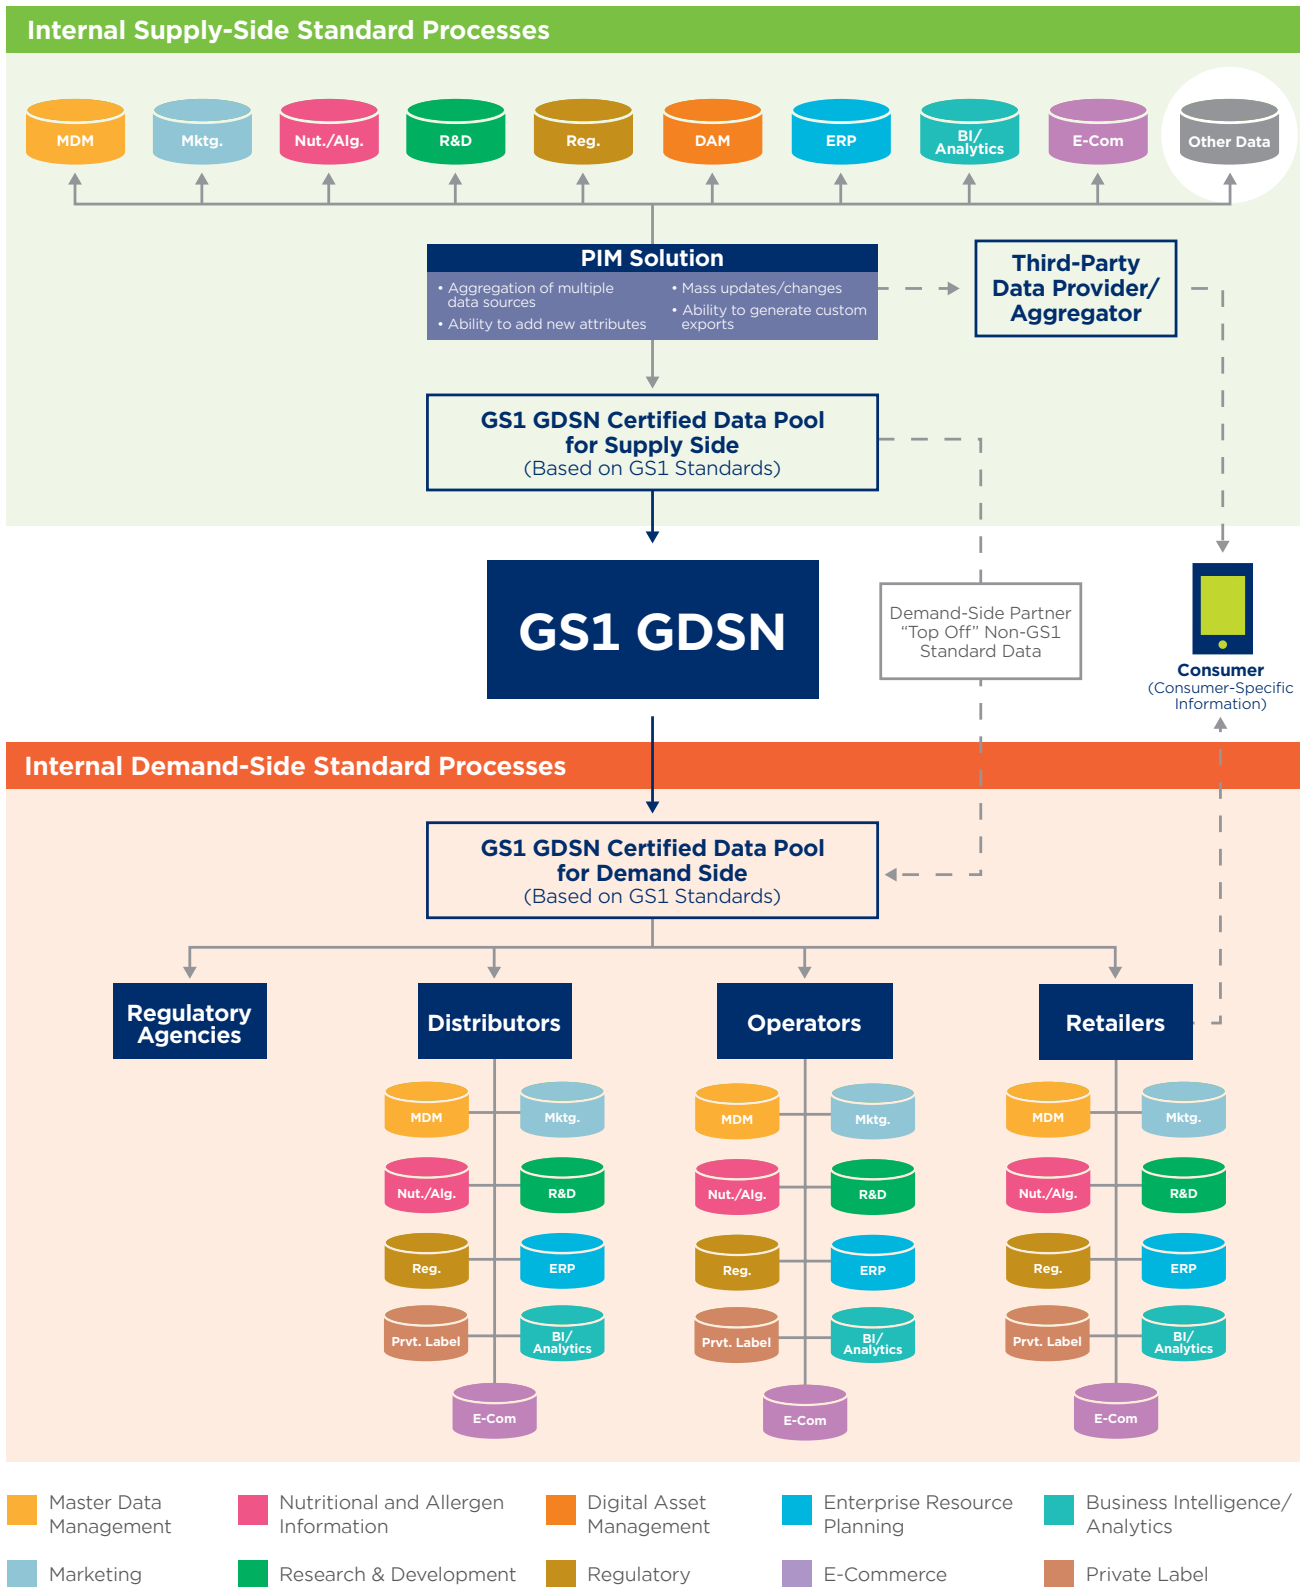 Internal Supply-Side Standard Processes
MDM
Mktg.
Nut./Alg.
R&D
Reg.
DAM
ERP
BI/
Analytics
E-Com
Other Data
PIM Solution
• Aggregation of multiple
data sources
• Ability to add new attributes
• Mass updates/changes
• Ability to generate custom
exports
Third-Party
Data Provider/
Aggregator
GS1 GDSN Certified Data Pool
for Supply Side
(Based on GS1 Standards)
GS1 GDSN
Demand-Side Partner
“Top Off” Non-GS1
Standard Data
Consumer
(Consumer-Specific
Information)
Internal Demand-Side Standard Processes
GS1 GDSN Certified Data Pool
for Demand Side
(Based on GS1 Standards)
Regulatory
Agencies
Distributors
MDM
Mktg.
Nut./Alg.
R&D
Reg.
ERP
Prvt. Label
BI/
Analytics
E-Com
Operators
MDM
Mktg.
Nut./Alg.
R&D
Reg.
ERP
Prvt. Label
BI/
Analytics
E-Com
Retailers
MDM
Mktg.
Nut./Alg.
R&D
Reg.
ERP
Prvt. Label
BI/
Analytics
E-Com
Master Data
Management
Nutritional and Allergen
Information
Digital Asset
Management
Enterprise Resource
Planning
Business Intelligence/
Analytics
Marketing
Research & Development
Regulatory
E-Commerce
Private Label